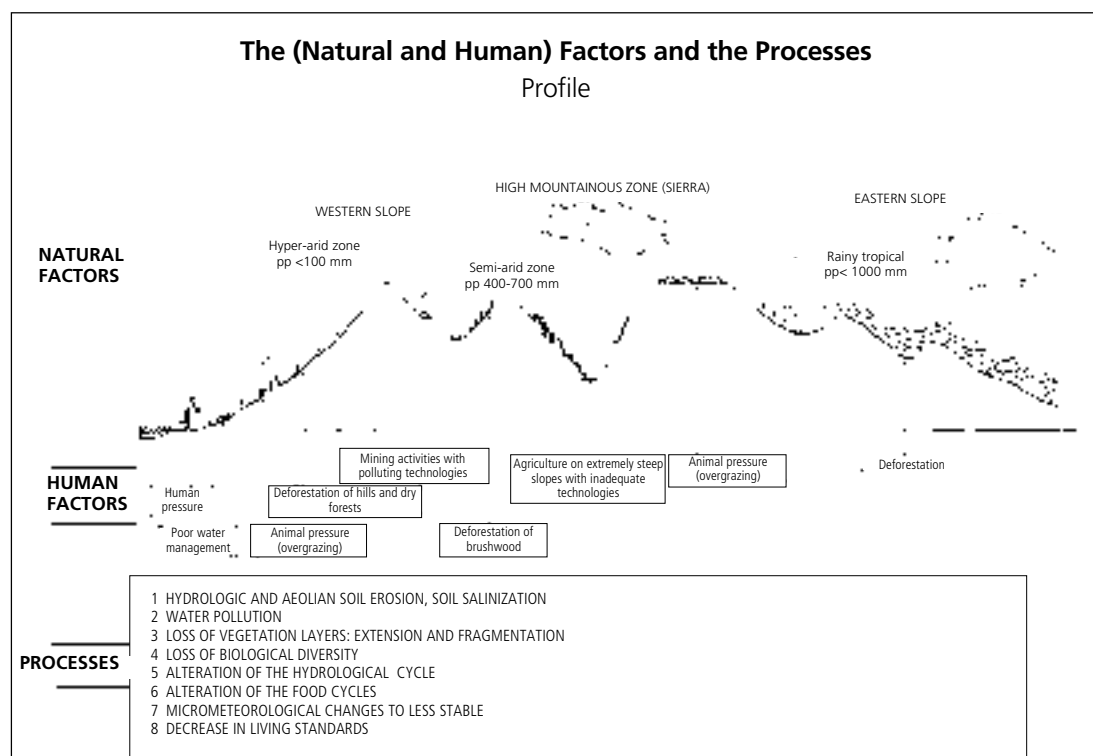 The (Natural and Human) Factors and the Processes
Profile
HIGH MOUNTAINOUS ZONE (SIERRA)
WESTERN SLOPE
EASTERN SLOPE
NATURAL
FACTORS
Hyper-arid zone
pp <100 mm
Semi-arid zone
pp 400-700 mm
Rainy tropical
pp< 1000 mm
HUMAN
FACTORS
Human
pressure
Poor water
management
Mining activities with
polluting technologies
Deforestation of hills and dry
forests
Animal pressure
(overgrazing)
Deforestation of
brushwood
Agriculture on extremely steep
slopes with inadequate
technologies
Animal pressure
(overgrazing)
Deforestation
PROCESSES
1 HYDROLOGIC AND AEOLIAN SOIL EROSION, SOIL SALINIZATION
2 WATER POLLUTION
3 LOSS OF VEGETATION LAYERS: EXTENSION AND FRAGMENTATION
4 LOSS OF BIOLOGICAL DIVERSITY
5 ALTERATION OF THE HYDROLOGICAL CYCLE
6 ALTERATION OF THE FOOD CYCLES
7 MICROMETEOROLOGICAL CHANGES TO LESS STABLE
8 DECREASE IN LIVING STANDARDS